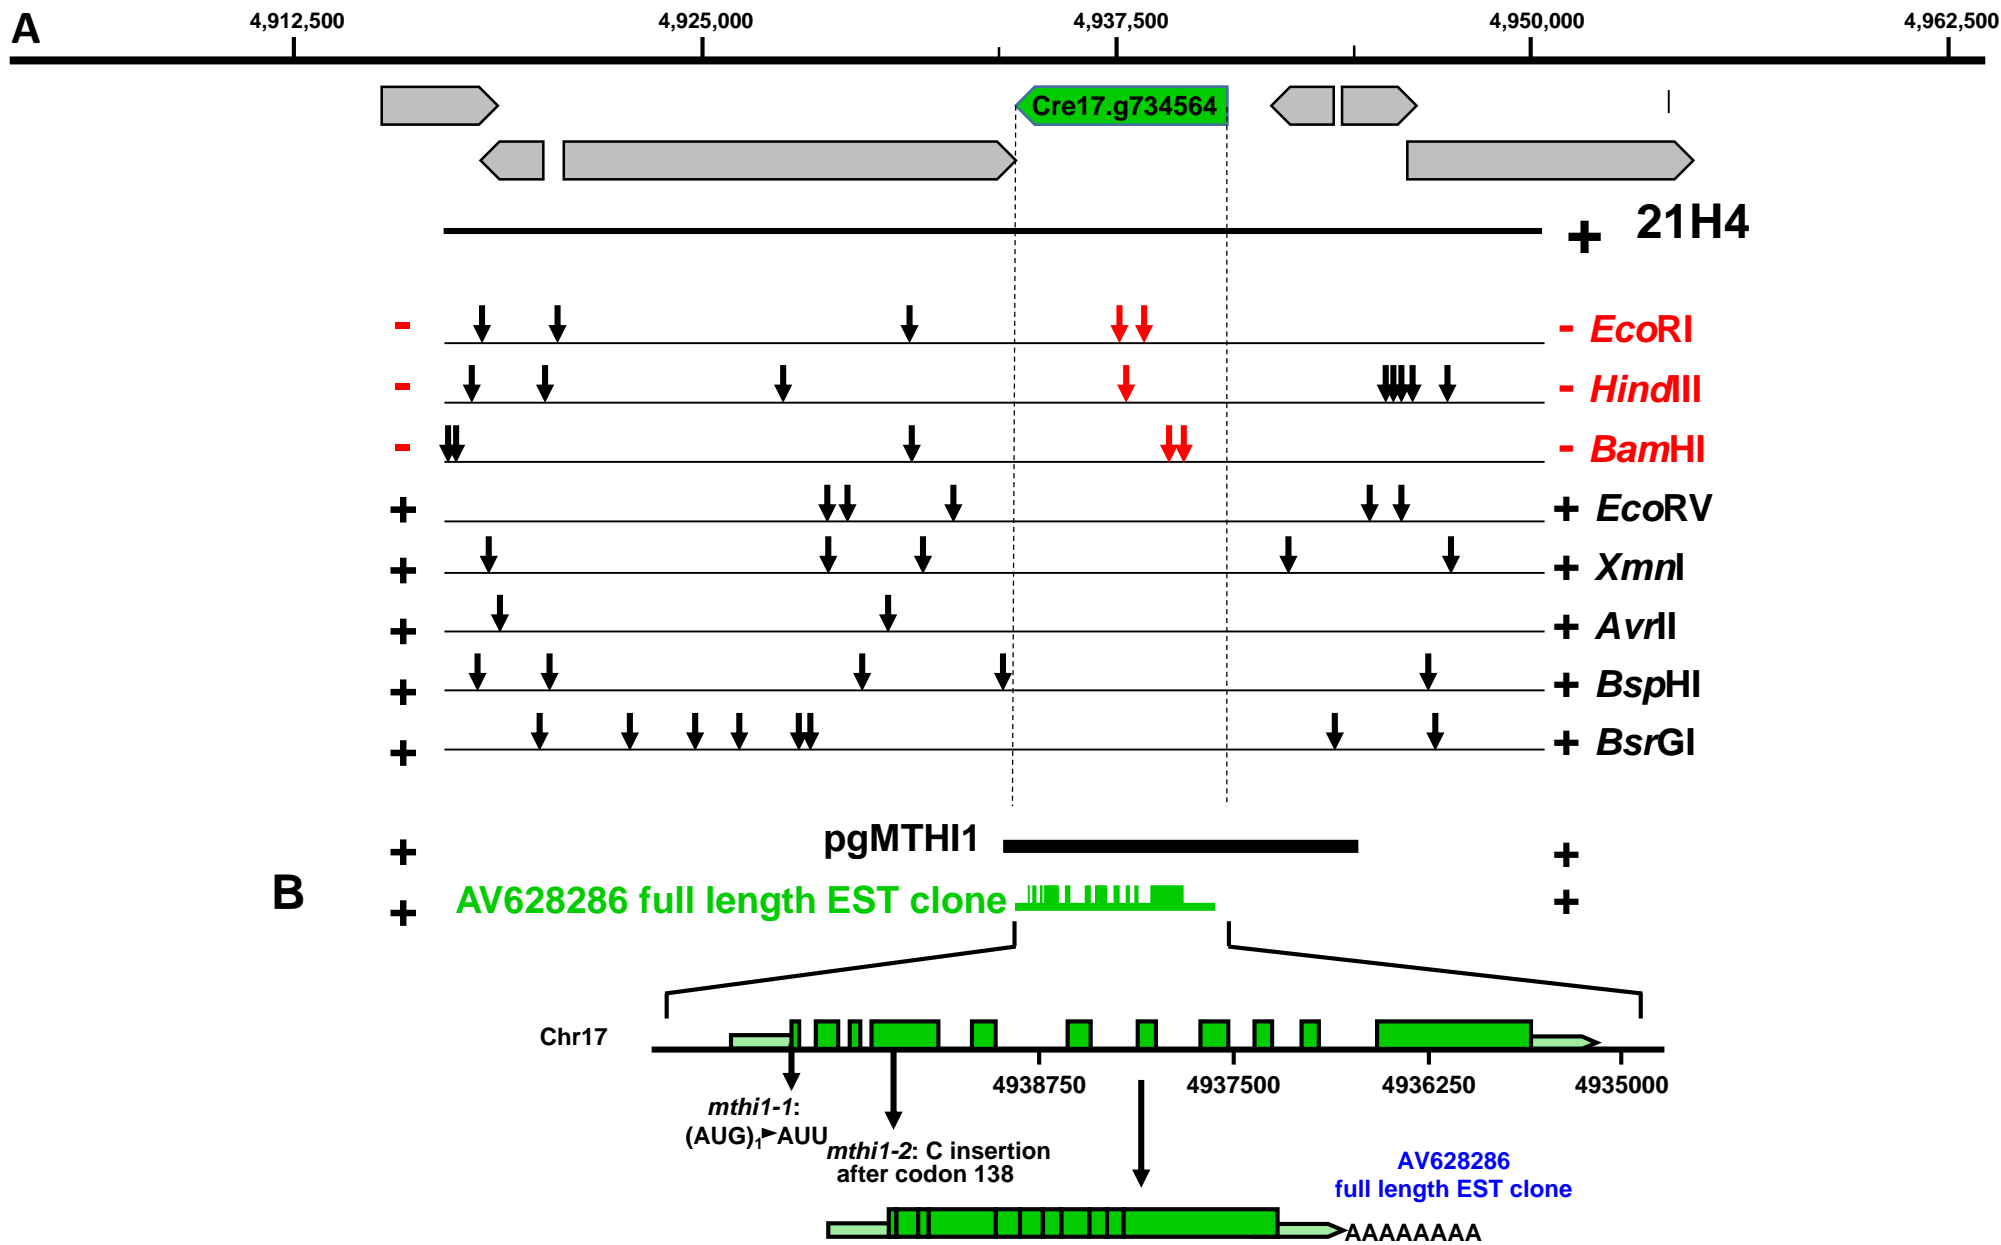 A
4,912,500 4,925,000 4,937,500 4,950,000 4,962,500
Cre17.g734564
+ 21H4
- - EcoRI
- - HindIII
- - BamHI
+ + EcoRV
+ + XmnI
+ + AvrII
+ + BspHI
+ + BsrGI
+ pgMTHI1 +
B
+ AV628286 full length EST clone +
Chr17
4938750 4937500 4936250 4935000
mthi1-1:
(AUG)₁►AUU
mthi1-2: C insertion
after codon 138
AV628286
full length EST clone
AAAAAAAA